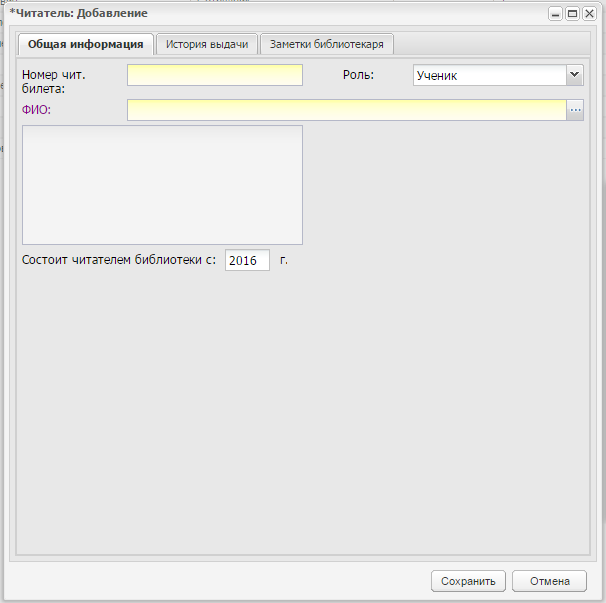 *Читатель: Добавление
Общая информация
История выдачи
Заметки библиотекаря
Номер чит. билета:
Роль:
Ученик
ФИО:
...
Состоит читателем библиотеки с: 2016 г.
Сохранить
Отмена